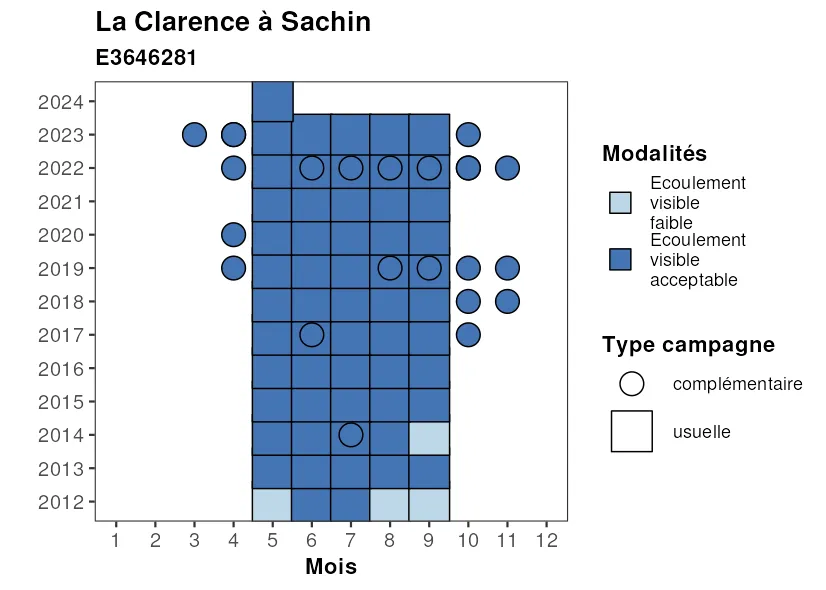 La Clarence à Sachin
E3646281
2024
2023
2022
2021
2020
2019
2018
2017
2016
2015
2014
2013
2012
1 2 3 4 5 6 7 8 9 10 11 12
Mois
Modalités
Ecoulement
visible
faible
Ecoulement
visible
acceptable
Type campagne
complémentaire
usuelle